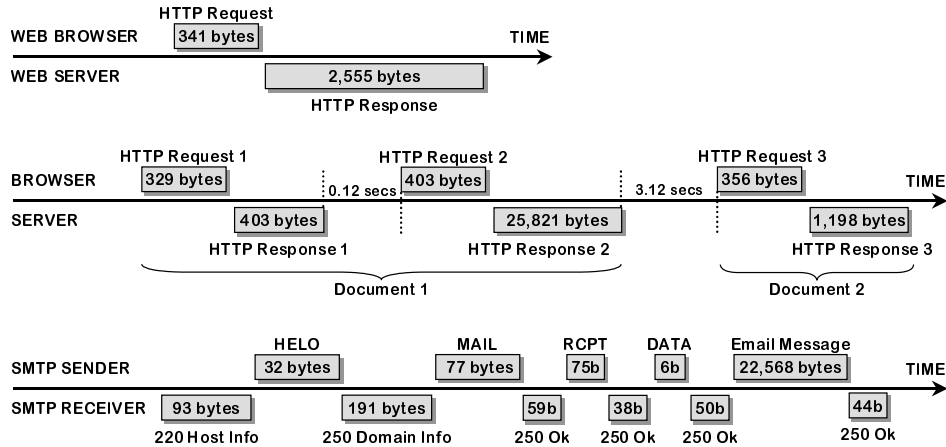 HTTP Request
WEB BROWSER 341 bytes TIME
WEB SERVER 2,555 bytes
HTTP Response
HTTP Request 1 HTTP Request 2 HTTP Request 3
BROWSER 329 bytes 403 bytes 356 bytes TIME
0.12 secs 3.12 secs
SERVER 403 bytes 25,821 bytes 1,198 bytes
HTTP Response 1 HTTP Response 2 HTTP Response 3
Document 1 Document 2
HELO MAIL RCPT DATA Email Message
SMTP SENDER 32 bytes 77 bytes 75b 6b 22,568 bytes TIME
SMTP RECEIVER 93 bytes 191 bytes 59b 38b 50b 44b
220 Host Info 250 Domain Info 250 Ok 250 Ok 250 Ok 250 Ok